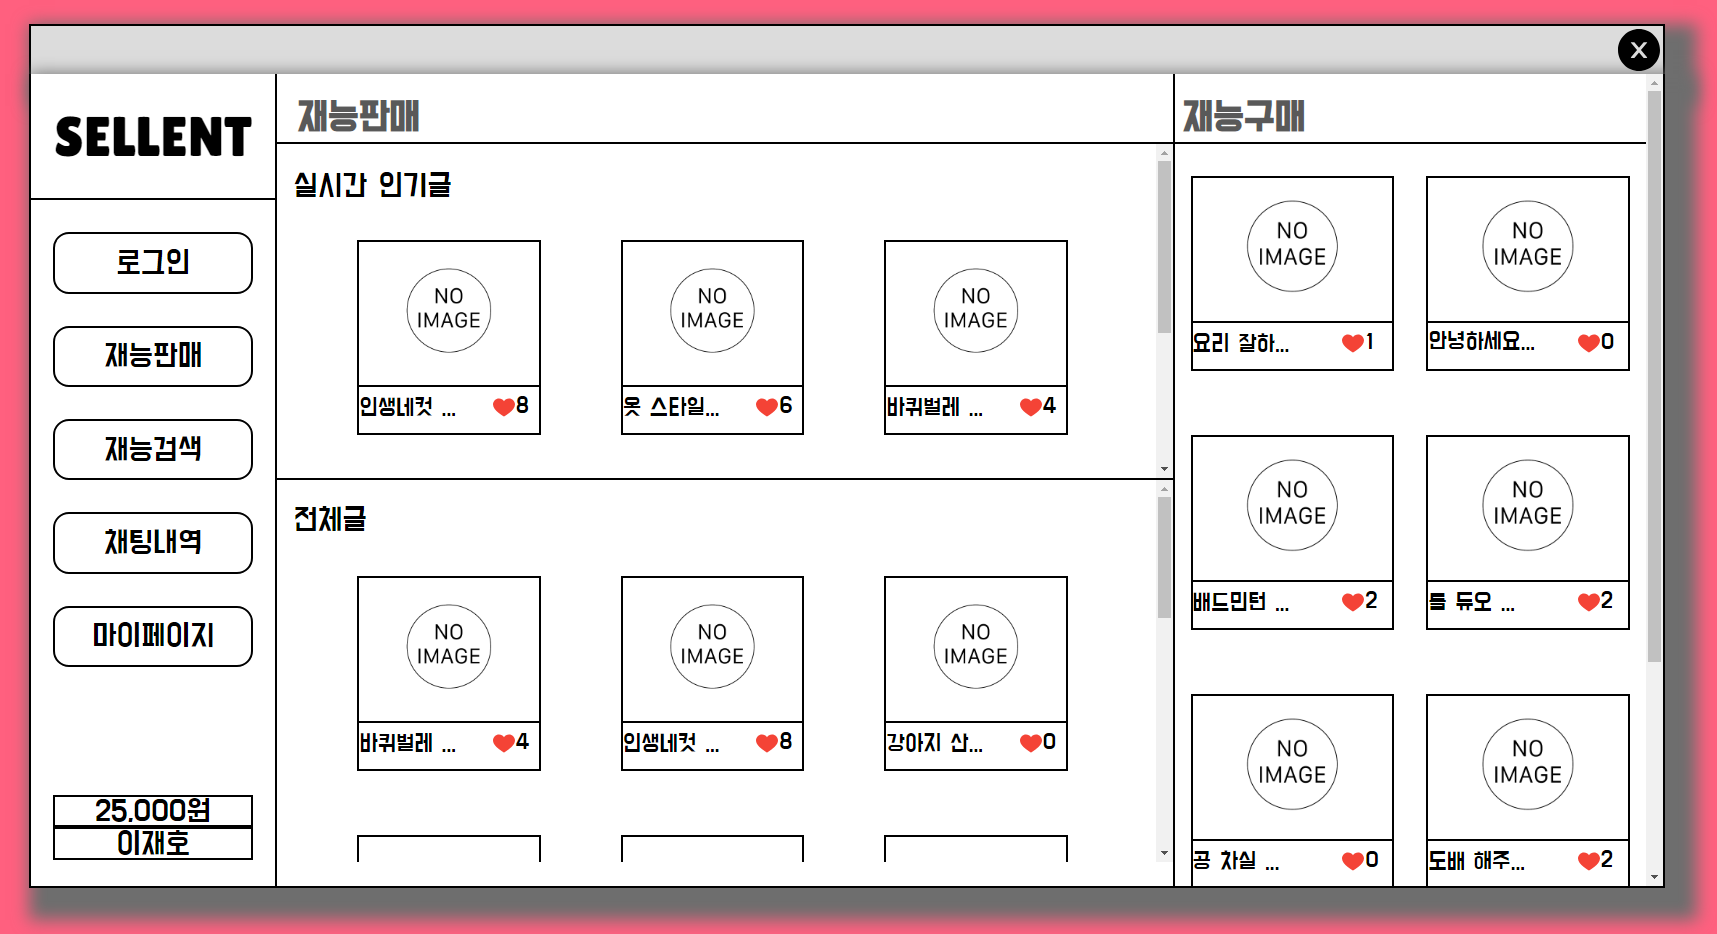 X
SELLENT
로그인
재능판매
재능검색
채팅내역
마이페이지
25,000원
이재호
재능판매
실시간 인기글
NO
IMAGE
인생네컷 ...
8
NO
IMAGE
옷 스타일...
6
NO
IMAGE
바퀴벌레 ...
4
전체글
NO
IMAGE
바퀴벌레 ...
4
NO
IMAGE
인생네컷 ...
8
NO
IMAGE
강아지 산...
0
재능구매
NO
IMAGE
요리 잘하...
1
NO
IMAGE
안녕하세요...
0
NO
IMAGE
배드민턴 ...
2
NO
IMAGE
롤 듀오 ...
2
NO
IMAGE
공 차실 ...
0
NO
IMAGE
도배 해주...
2